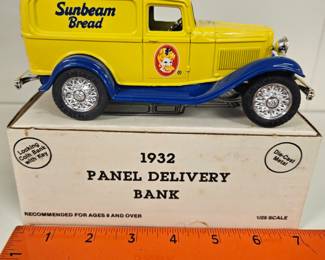 Sunbeam
Bread
®
Locking
Coin Bank
with Key
Die-Cast
Metal
1932
PANEL DELIVERY
BANK
RECOMMENDED FOR AGES 8 AND OVER
1/25 SCALE
1 2 3 4 5 6 7